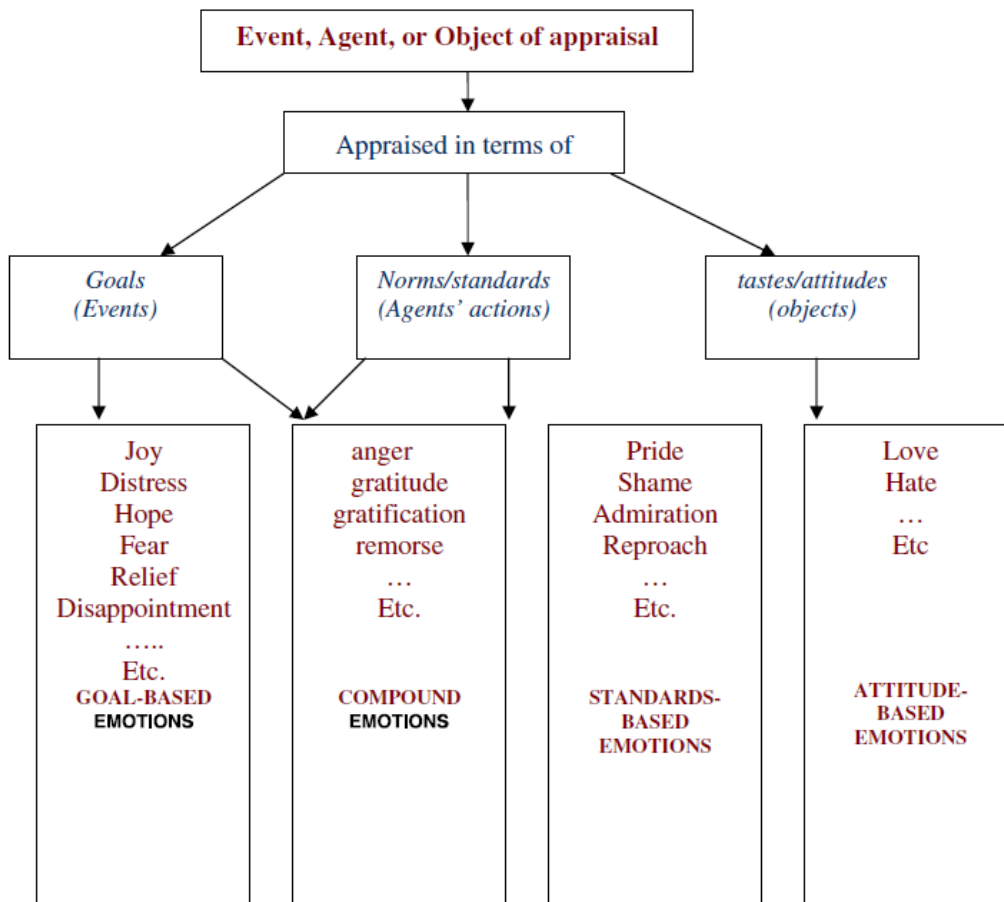 Event, Agent, or Object of appraisal
Appraised in terms of
Goals
(Events)
Norms/standards
(Agents' actions)
tastes/attitudes
(objects)
Joy
Distress
Hope
Fear
Relief
Disappointment
…..
Etc.
GOAL-BASED
EMOTIONS
anger
gratitude
gratification
remorse
…
Etc.
COMPOUND
EMOTIONS
Pride
Shame
Admiration
Reproach
…
Etc.
STANDARDS-
BASED
EMOTIONS
Love
Hate
…
Etc
ATTITUDE-
BASED
EMOTIONS